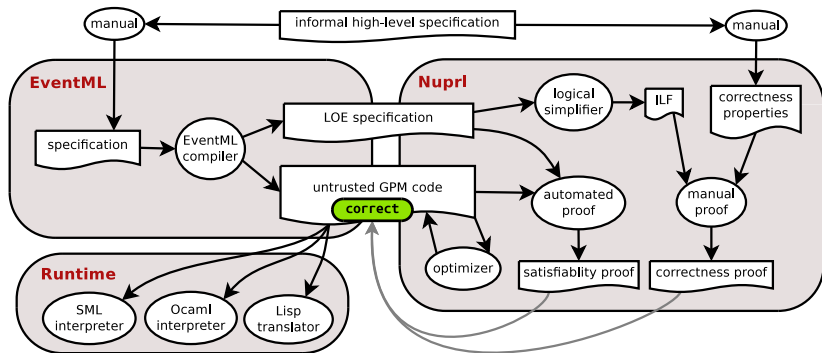 manual
informal high-level specification
manual
EventML
Nuprl
specification
EventML
compiler
LOE specification
logical
simplifier
ILF
correctness
properties
untrusted GPM code
correct
automated
proof
manual
proof
optimizer
satisfiablity proof
correctness proof
Runtime
SML
interpreter
Ocaml
interpreter
Lisp
translator